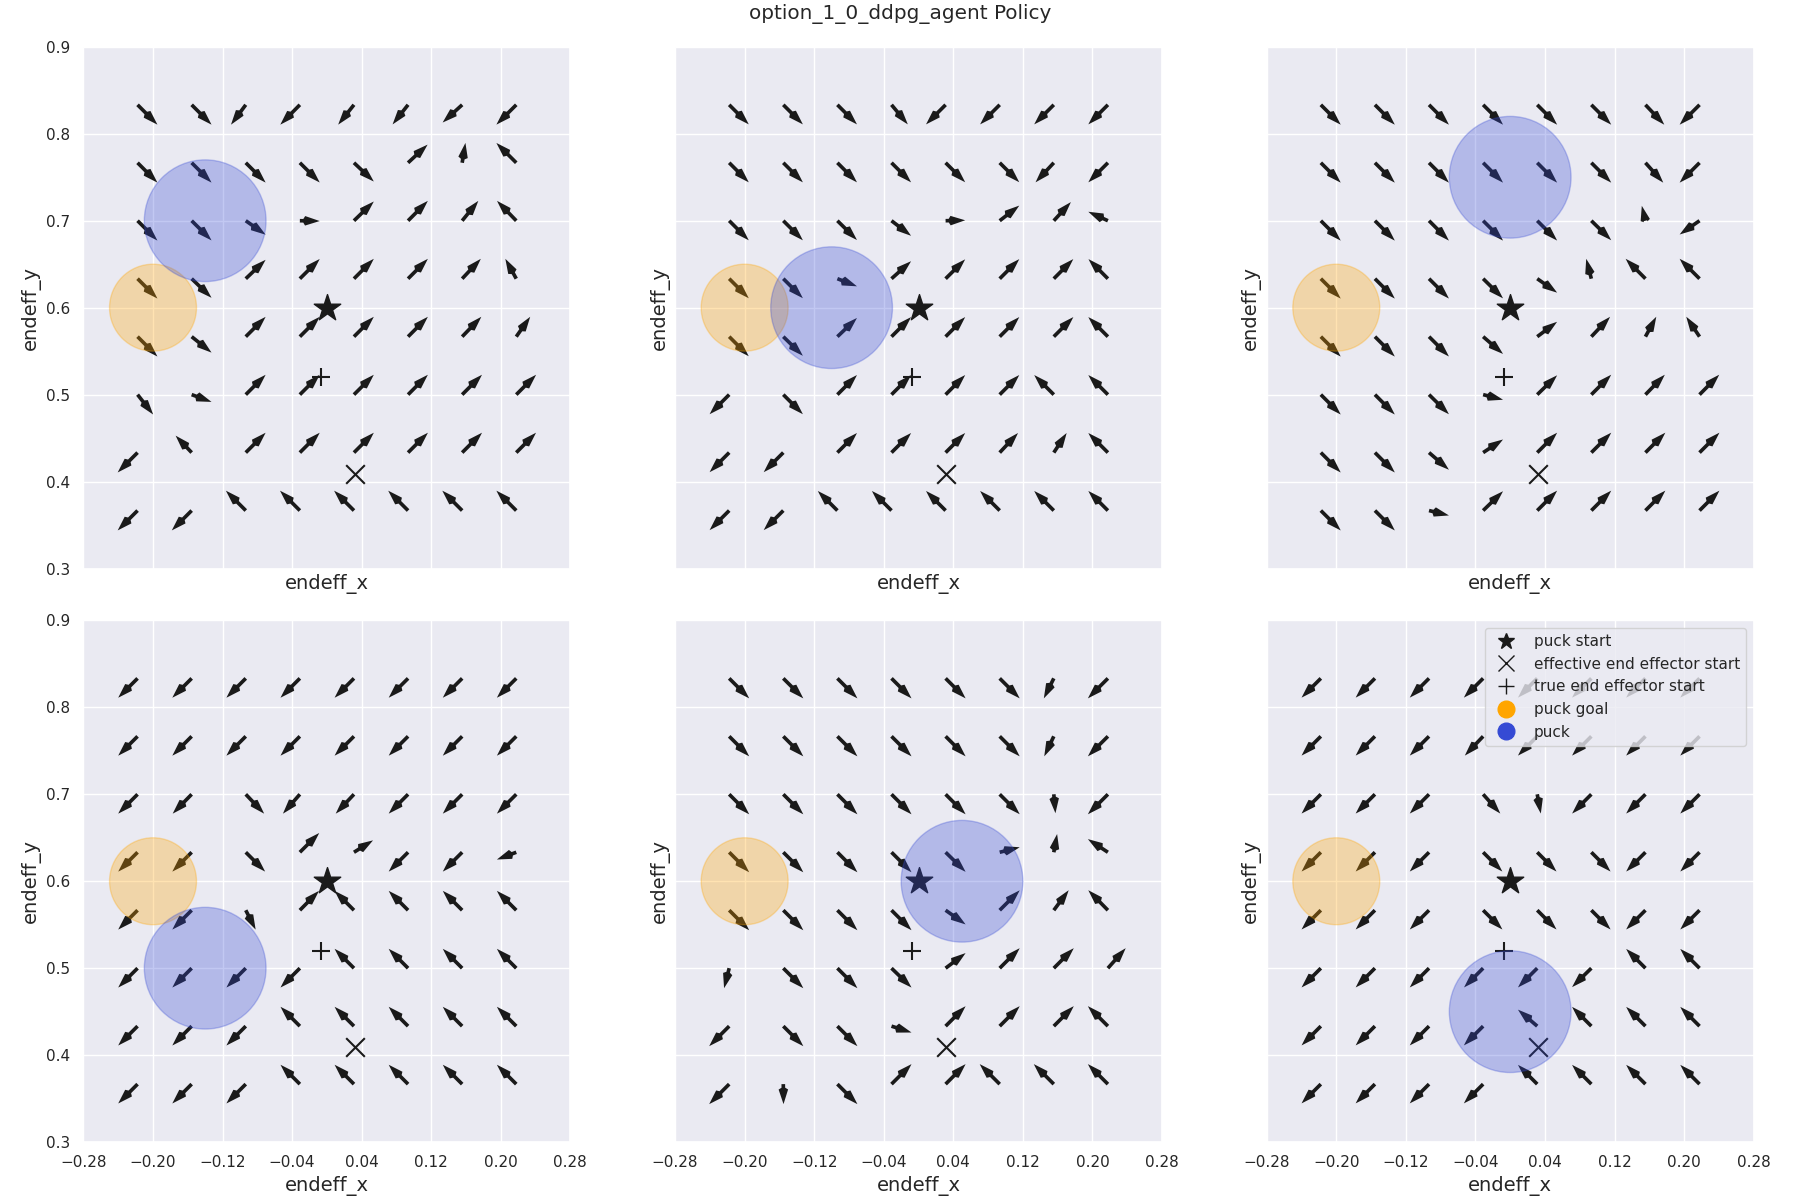 option_1_0_ddpg_agent Policy
0.9
0.8
0.7
0.6
0.5
0.4
0.3
endeff_y
endeff_x
endeff_y
endeff_x
endeff_y
endeff_x
0.9
0.8
0.7
0.6
0.5
0.4
0.3
endeff_y
−0.28 −0.20 −0.12 −0.04 0.04 0.12 0.20 0.28
endeff_x
endeff_y
−0.28 −0.20 −0.12 −0.04 0.04 0.12 0.20 0.28
endeff_x
puck start
effective end effector start
true end effector start
puck goal
puck
endeff_y
−0.28 −0.20 −0.12 −0.04 0.04 0.12 0.20 0.28
endeff_x